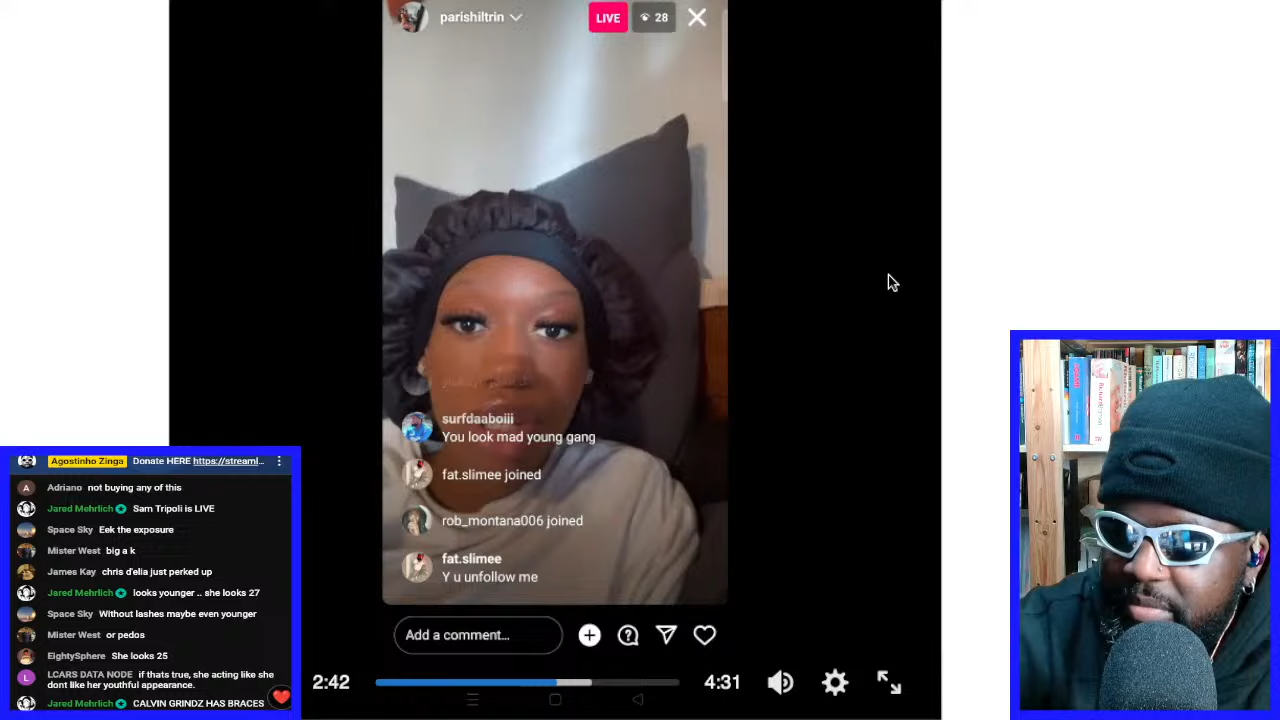 parishiltrin
LIVE
28
surfdaaboiii
You look mad young gang
fat.slimee joined
rob_montana006 joined
fat.slimee
Y u unfollow me
Add a comment...
2:42
4:31
Agostinho Zinga Donate HERE https://streaml...
A Adriano not buying any of this
Jared Mehrlich Sam Tripoli is LIVE
Space Sky Eek the exposure
Mister West big a k
James Kay chris d'elia just perked up
Jared Mehrlich looks younger .. she looks 27
Space Sky Without lashes maybe even younger
Mister West or pedos
EightySphere She looks 25
L LCARS DATA NODE if thats true, she acting like she
dont like her youthful appearance.
Jared Mehrlich CALVIN GRINDZ HAS BRACES